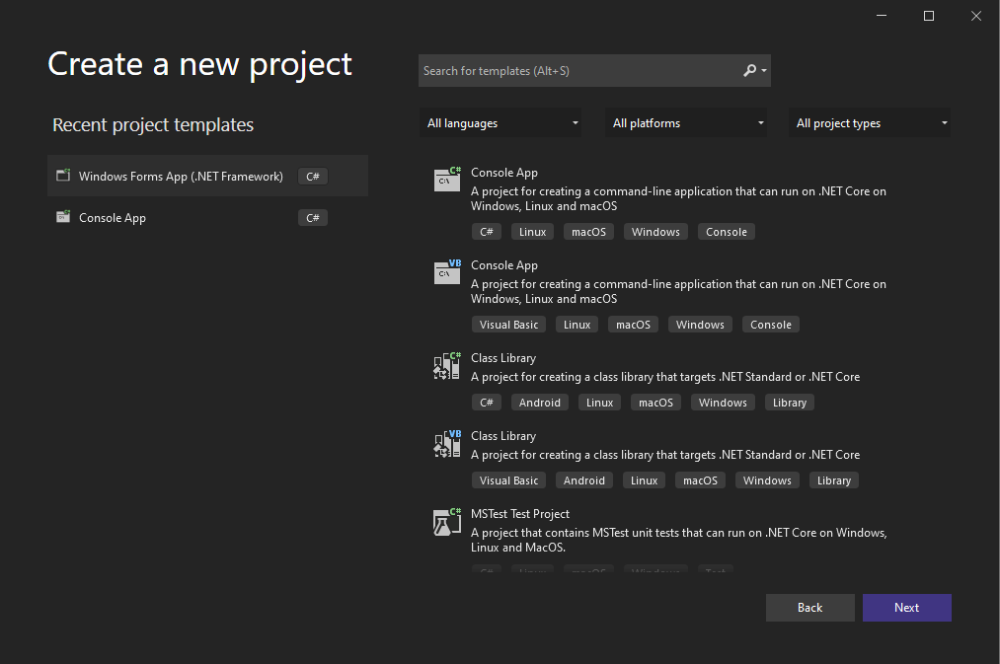 Create a new project
Search for templates (Alt+S)
Recent project templates
All languages
All platforms
All project types
Windows Forms App (.NET Framework)
C#
Console App
C#
C#
C:\
Console App
A project for creating a command-line application that can run on .NET Core on
Windows, Linux and macOS
C#
Linux
macOS
Windows
Console
VB
C:\
Console App
A project for creating a command-line application that can run on .NET Core on
Windows, Linux and macOS
Visual Basic
Linux
macOS
Windows
Console
C#
Class Library
A project for creating a class library that targets .NET Standard or .NET Core
C#
Android
Linux
macOS
Windows
Library
VB
Class Library
A project for creating a class library that targets .NET Standard or .NET Core
Visual Basic
Android
Linux
macOS
Windows
Library
C#
MSTest Test Project
A project that contains MSTest unit tests that can run on .NET Core on Windows,
Linux and MacOS.
C#
Linux
macOS
Windows
Test
Back
Next